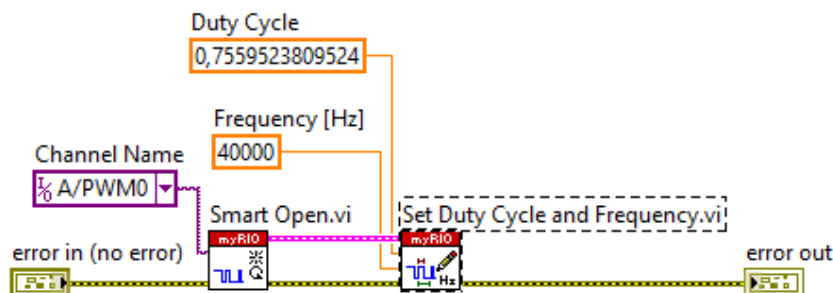 Duty Cycle
0,7559523809524
Frequency [Hz]
40000
Channel Name
I/O A/PWM0
Smart Open.vi
Set Duty Cycle and Frequency.vi
myRIO
myRIO
Hz
error in (no error)
error out